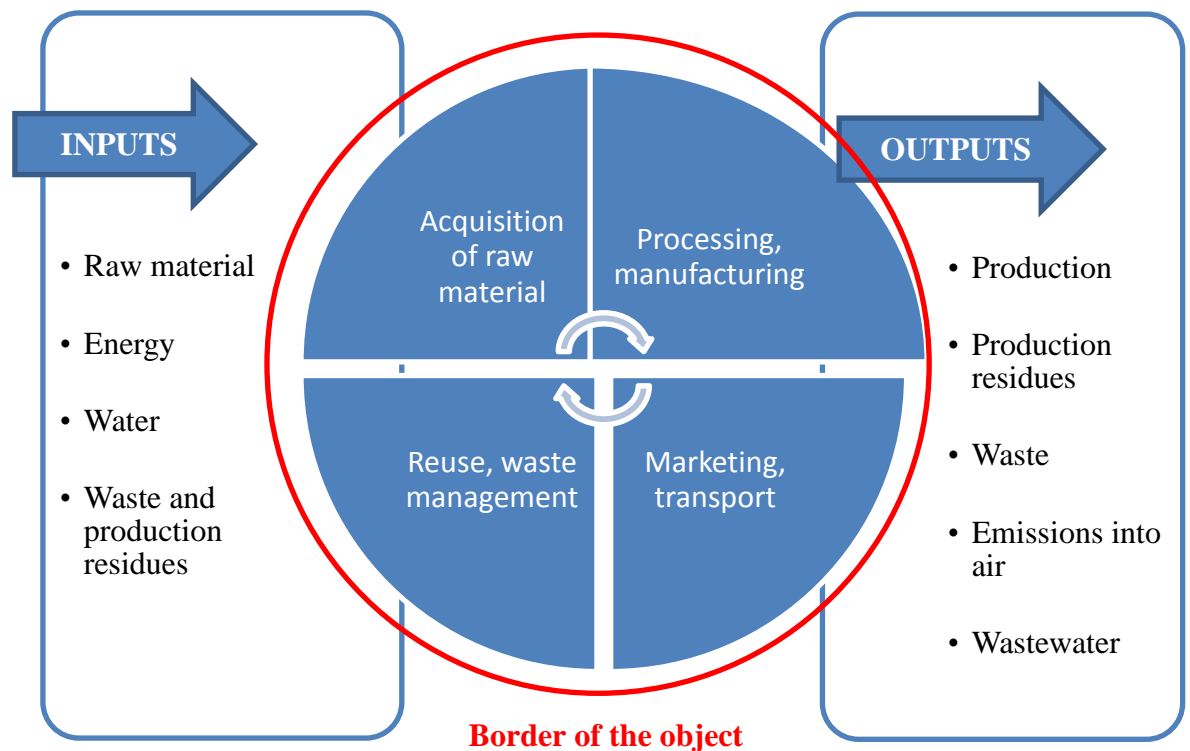 INPUTS
• Raw material
• Energy
• Water
• Waste and
production
residues
Acquisition
of raw
material
Processing,
manufacturing
Reuse, waste
management
Marketing,
transport
OUTPUTS
• Production
• Production
residues
• Waste
• Emissions into
air
• Wastewater
Border of the object